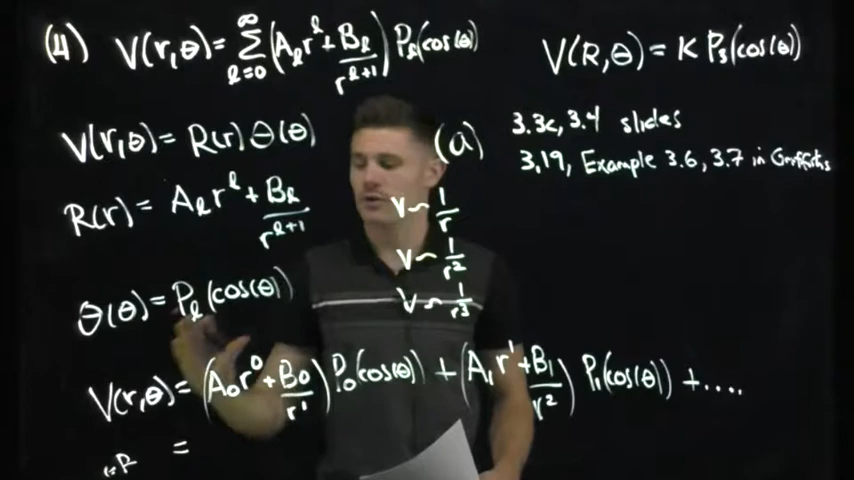 (4) V(r,θ) = ∑_{l=0}^{∞} (A_l r^l + B_l / r^{l+1}) P_l (cos(θ))
V(R,θ) = K P_3 (cos(θ))
V(r,θ) = R(r) Θ(θ)
(a)
3.3c, 3.4 slides
3.19, Example 3.6, 3.7 in Griffiths
R(r) = A_l r^l + B_l / r^{l+1}
V ~ 1/r
V ~ 1/r^2
V ~ 1/r^3
Θ(θ) = P_l (cos(θ))
V(r,θ) = (A_0 r^0 + B_0 / r^1) P_0 (cos(θ)) + (A_1 r^1 + B_1 / r^2) P_1 (cos(θ)) + ....
=